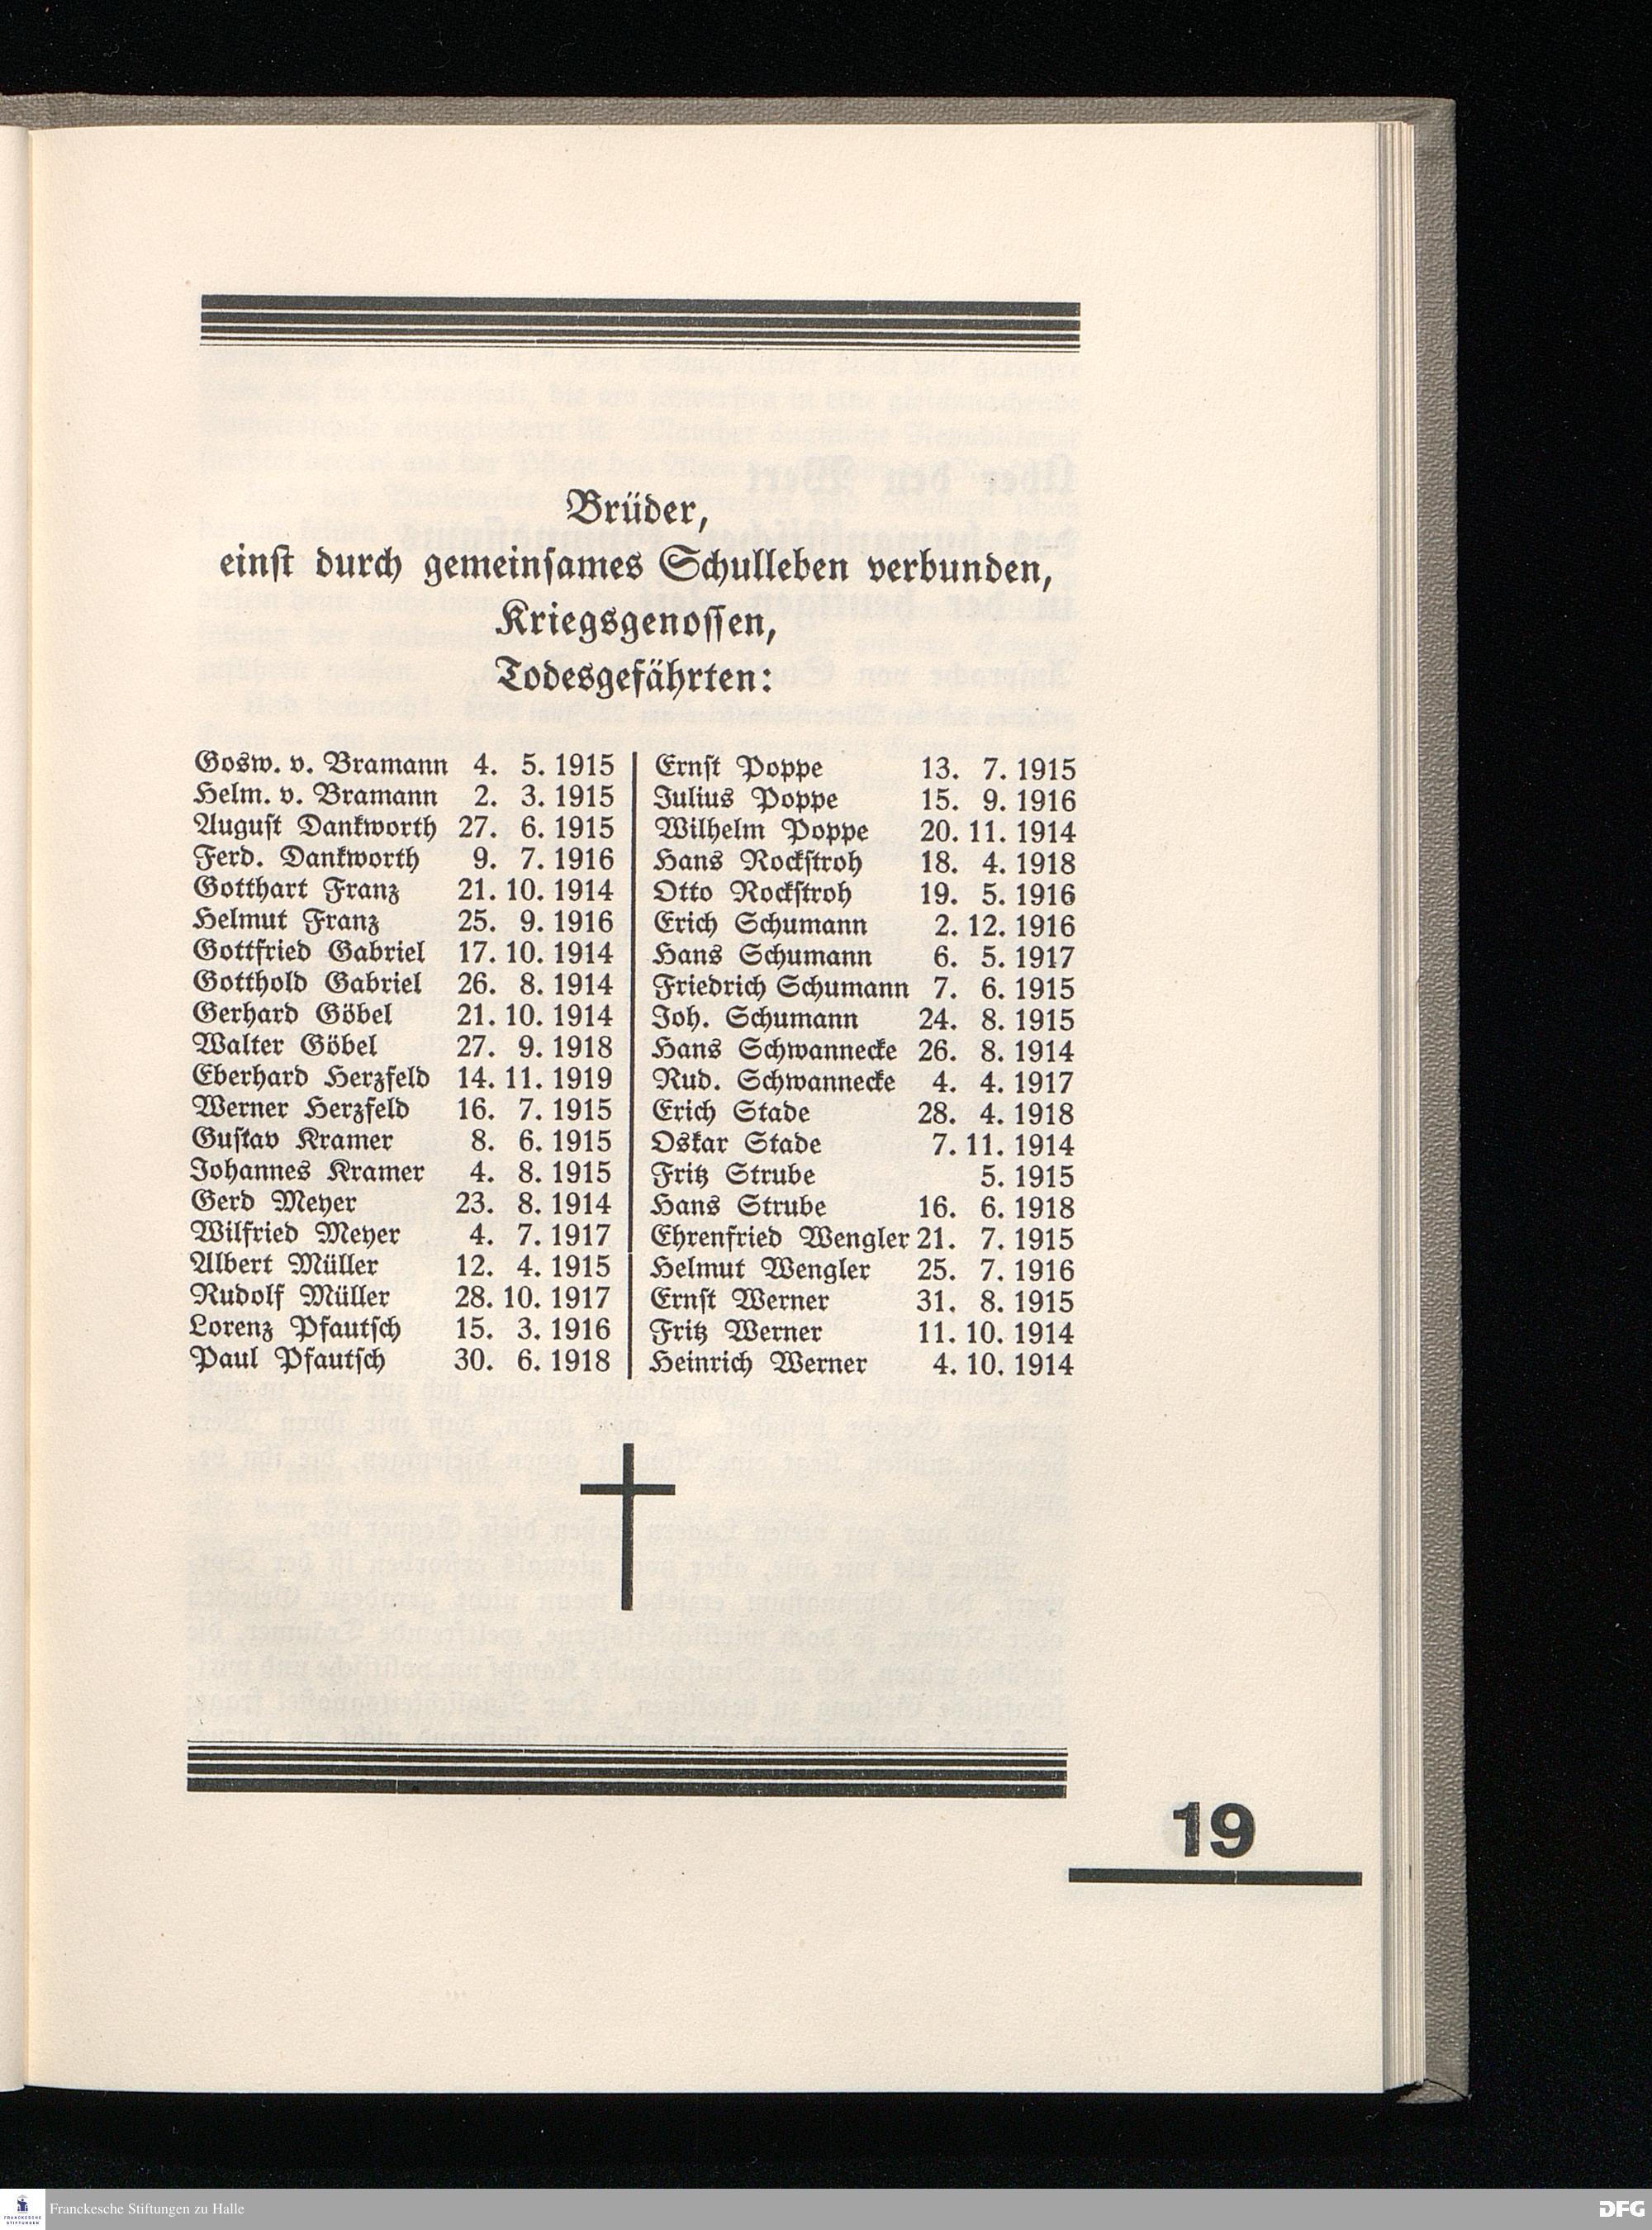 Brüder,
einst durch gemeinsames Schulleben verbunden,
Kriegsgenossen,
Todesgefährten:
Gosw. v. Bramann 4. 5. 1915
Helm. v. Bramann 2. 3. 1915
August Dankworth 27. 6. 1915
Ferd. Dankworth 9. 7. 1916
Gotthart Franz 21. 10. 1914
Helmut Franz 25. 9. 1916
Gottfried Gabriel 17. 10. 1914
Gotthold Gabriel 26. 8. 1914
Gerhard Göbel 21. 10. 1914
Walter Göbel 27. 9. 1918
Eberhard Herzfeld 14. 11. 1919
Werner Herzfeld 16. 7. 1915
Gustav Kramer 8. 6. 1915
Johannes Kramer 4. 8. 1915
Gerd Meyer 23. 8. 1914
Wilfried Meyer 4. 7. 1917
Albert Müller 12. 4. 1915
Rudolf Müller 28. 10. 1917
Lorenz Pfautsch 15. 3. 1916
Paul Pfautsch 30. 6. 1918
Ernst Poppe 13. 7. 1915
Julius Poppe 15. 9. 1916
Wilhelm Poppe 20. 11. 1914
Hans Rockstroh 18. 4. 1918
Otto Rockstroh 19. 5. 1916
Erich Schumann 2. 12. 1916
Hans Schumann 6. 5. 1917
Friedrich Schumann 7. 6. 1915
Joh. Schumann 24. 8. 1915
Hans Schwannecke 26. 8. 1914
Rud. Schwannecke 4. 4. 1917
Erich Stade 28. 4. 1918
Oskar Stade 7. 11. 1914
Fritz Strube 5. 1915
Hans Strube 16. 6. 1918
Ehrenfried Wengler 21. 7. 1915
Helmut Wengler 25. 7. 1916
Ernst Werner 31. 8. 1915
Fritz Werner 11. 10. 1914
Heinrich Werner 4. 10. 1914
19
FRANCKESCHE
STIFTUNGEN
Franckesche Stiftungen zu Halle
DFG